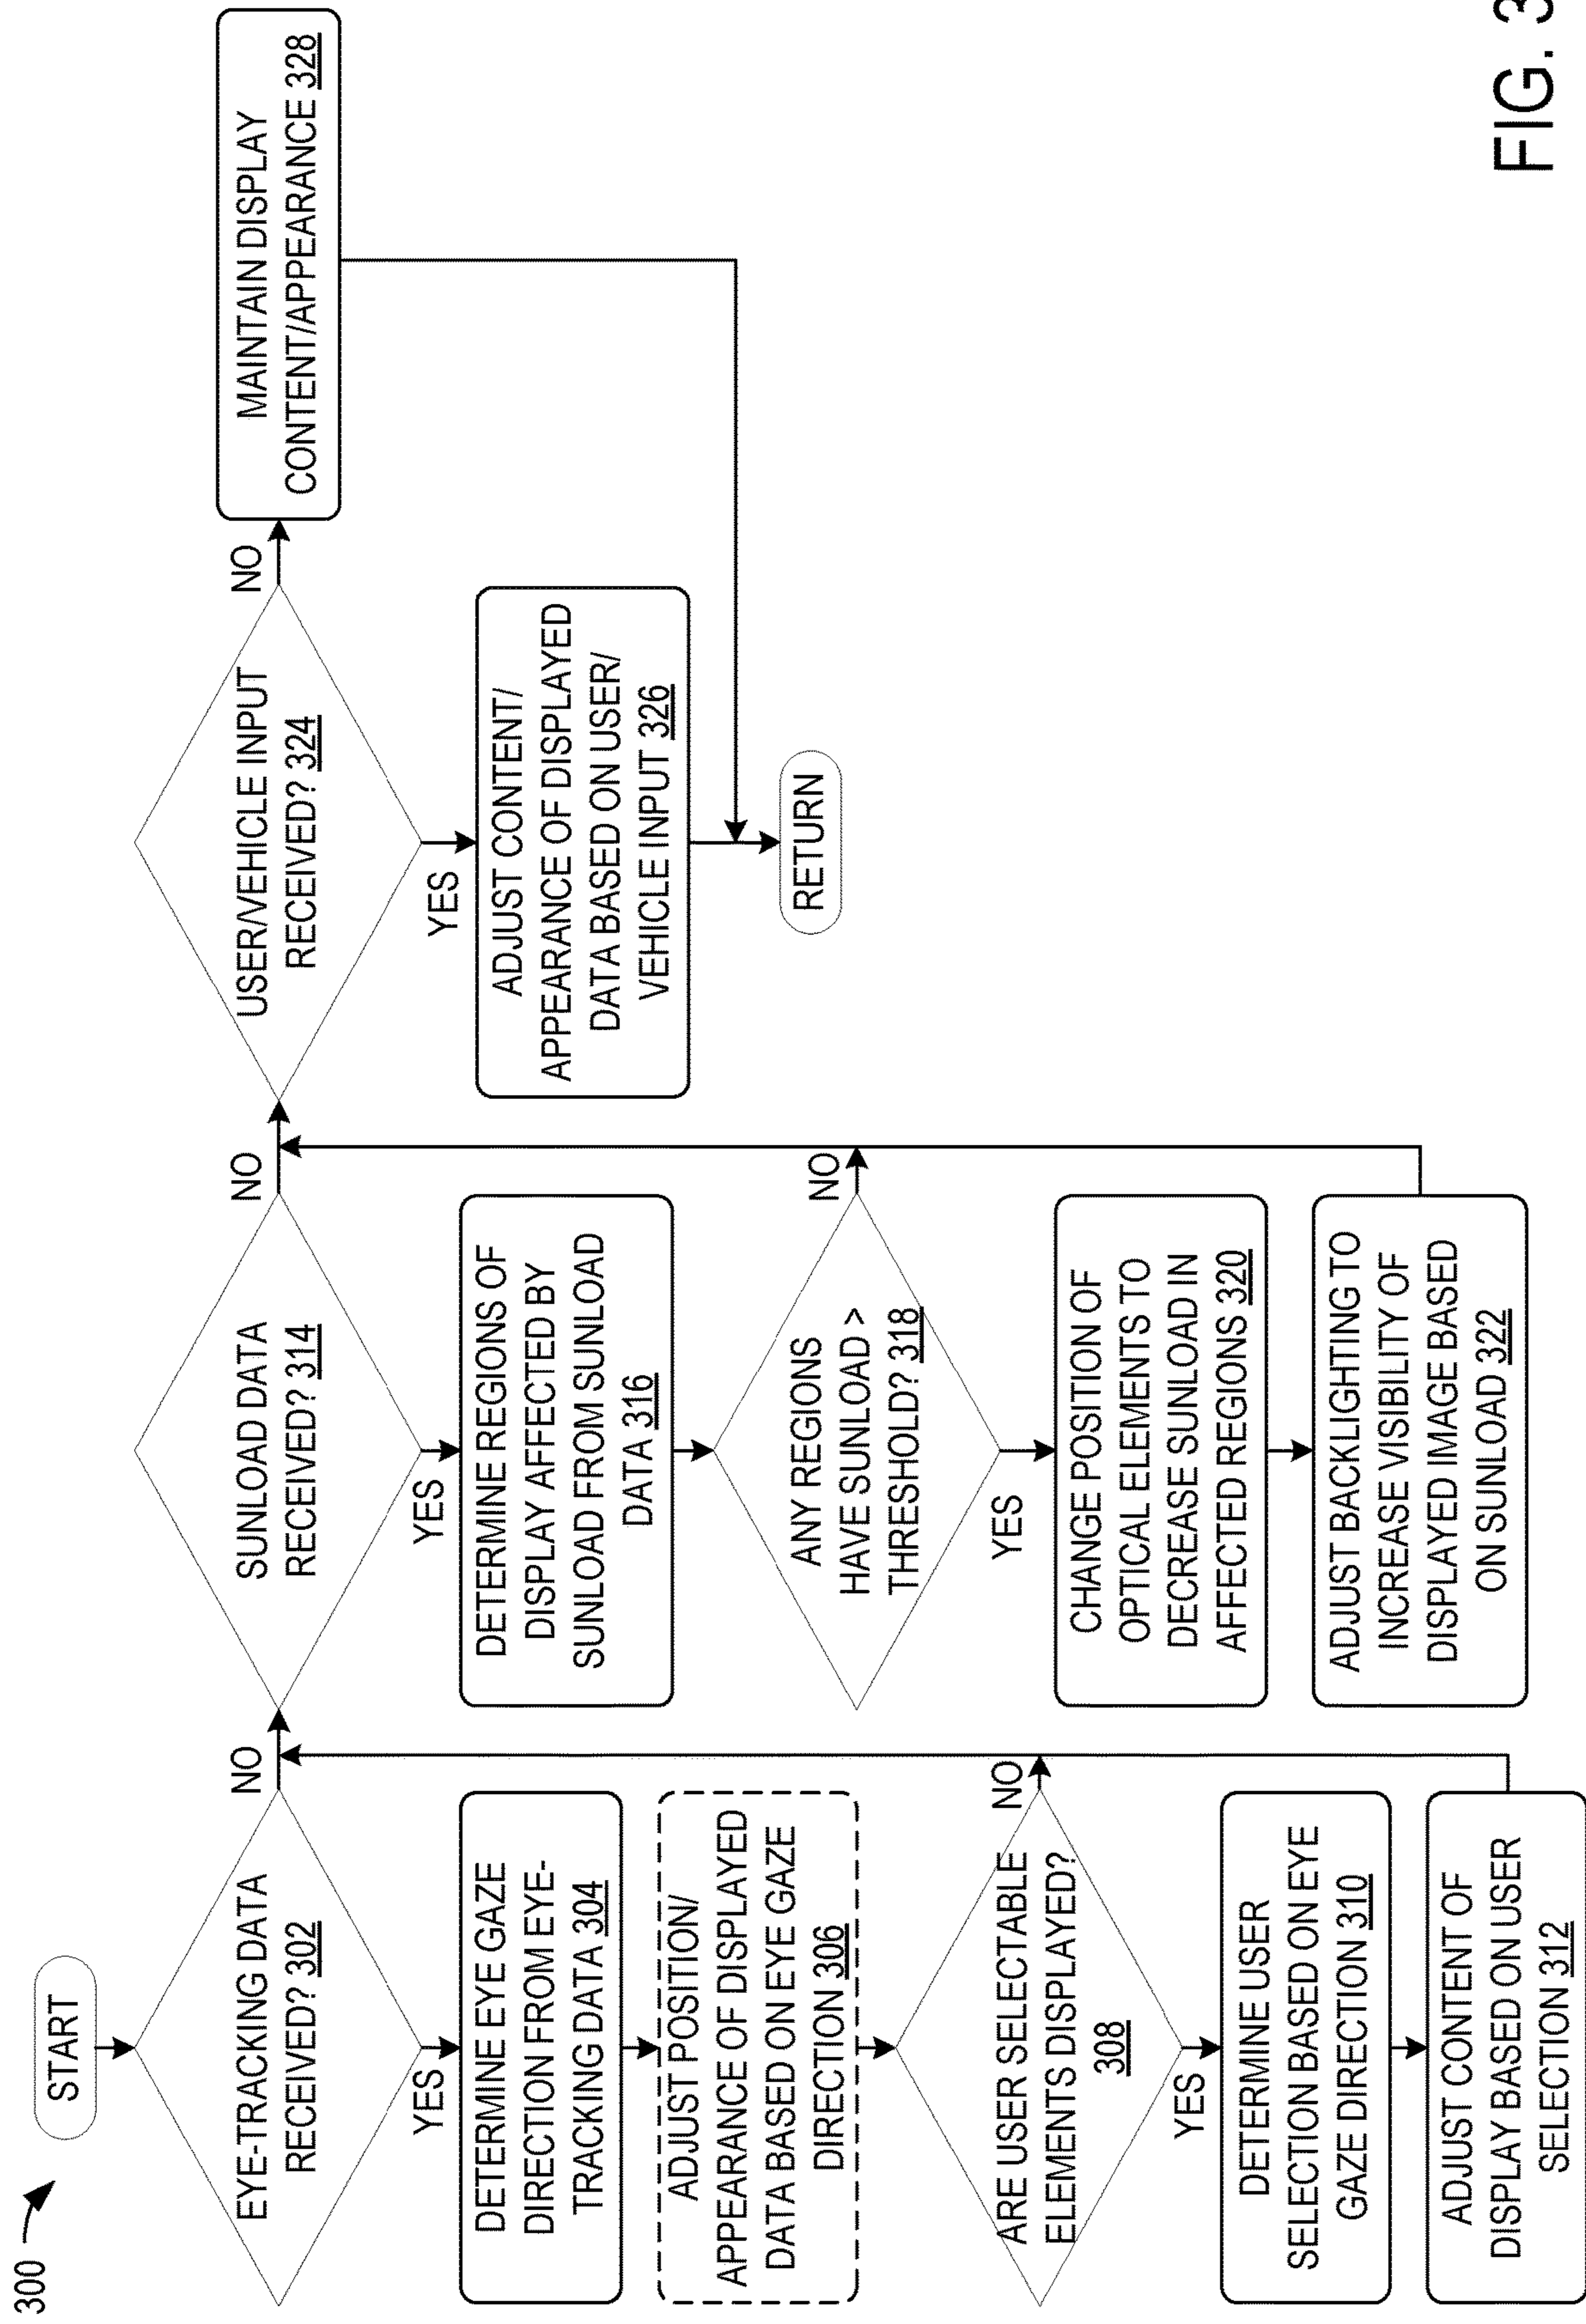 300
START
EYE-TRACKING DATA
RECEIVED? 302
NO
YES
DETERMINE EYE GAZE
DIRECTION FROM EYE-
TRACKING DATA 304
ADJUST POSITION/
APPEARANCE OF DISPLAYED
DATA BASED ON EYE GAZE
DIRECTION 306
ARE USER SELECTABLE
ELEMENTS DISPLAYED?
308
NO
YES
DETERMINE USER
SELECTION BASED ON EYE
GAZE DIRECTION 310
ADJUST CONTENT OF
DISPLAY BASED ON USER
SELECTION 312
SUNLOAD DATA
RECEIVED? 314
NO
YES
DETERMINE REGIONS OF
DISPLAY AFFECTED BY
SUNLOAD FROM SUNLOAD
DATA 316
ANY REGIONS
HAVE SUNLOAD >
THRESHOLD? 318
NO
YES
CHANGE POSITION OF
OPTICAL ELEMENTS TO
DECREASE SUNLOAD IN
AFFECTED REGIONS 320
ADJUST BACKLIGHTING TO
INCREASE VISIBILITY OF
DISPLAYED IMAGE BASED
ON SUNLOAD 322
USER/VEHICLE INPUT
RECEIVED? 324
NO
YES
ADJUST CONTENT/
APPEARANCE OF DISPLAYED
DATA BASED ON USER/
VEHICLE INPUT 326
RETURN
MAINTAIN DISPLAY
CONTENT/APPEARANCE 328
FIG. 3